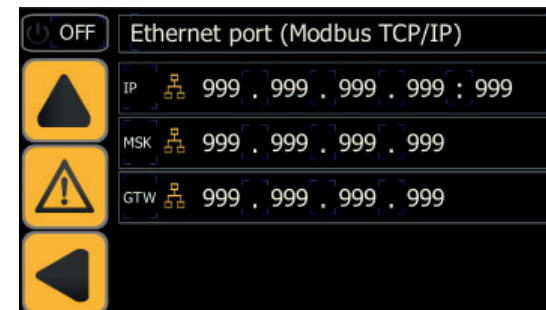 OFF
Ethernet port (Modbus TCP/IP)
IP 999 . 999 . 999 . 999 : 999
MSK 999 . 999 . 999 . 999
GTW 999 . 999 . 999 . 999